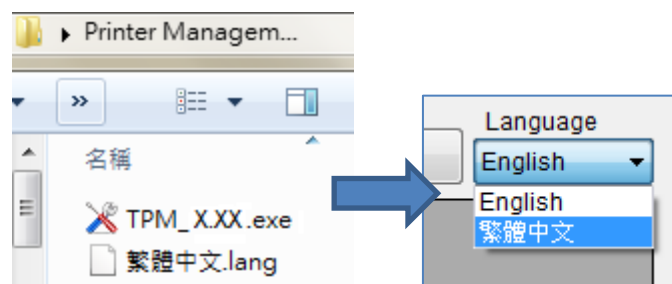 Printer Managem...
»
名稱
TPM_X.XX.exe
繁體中文.lang
Language
English
English
繁體中文